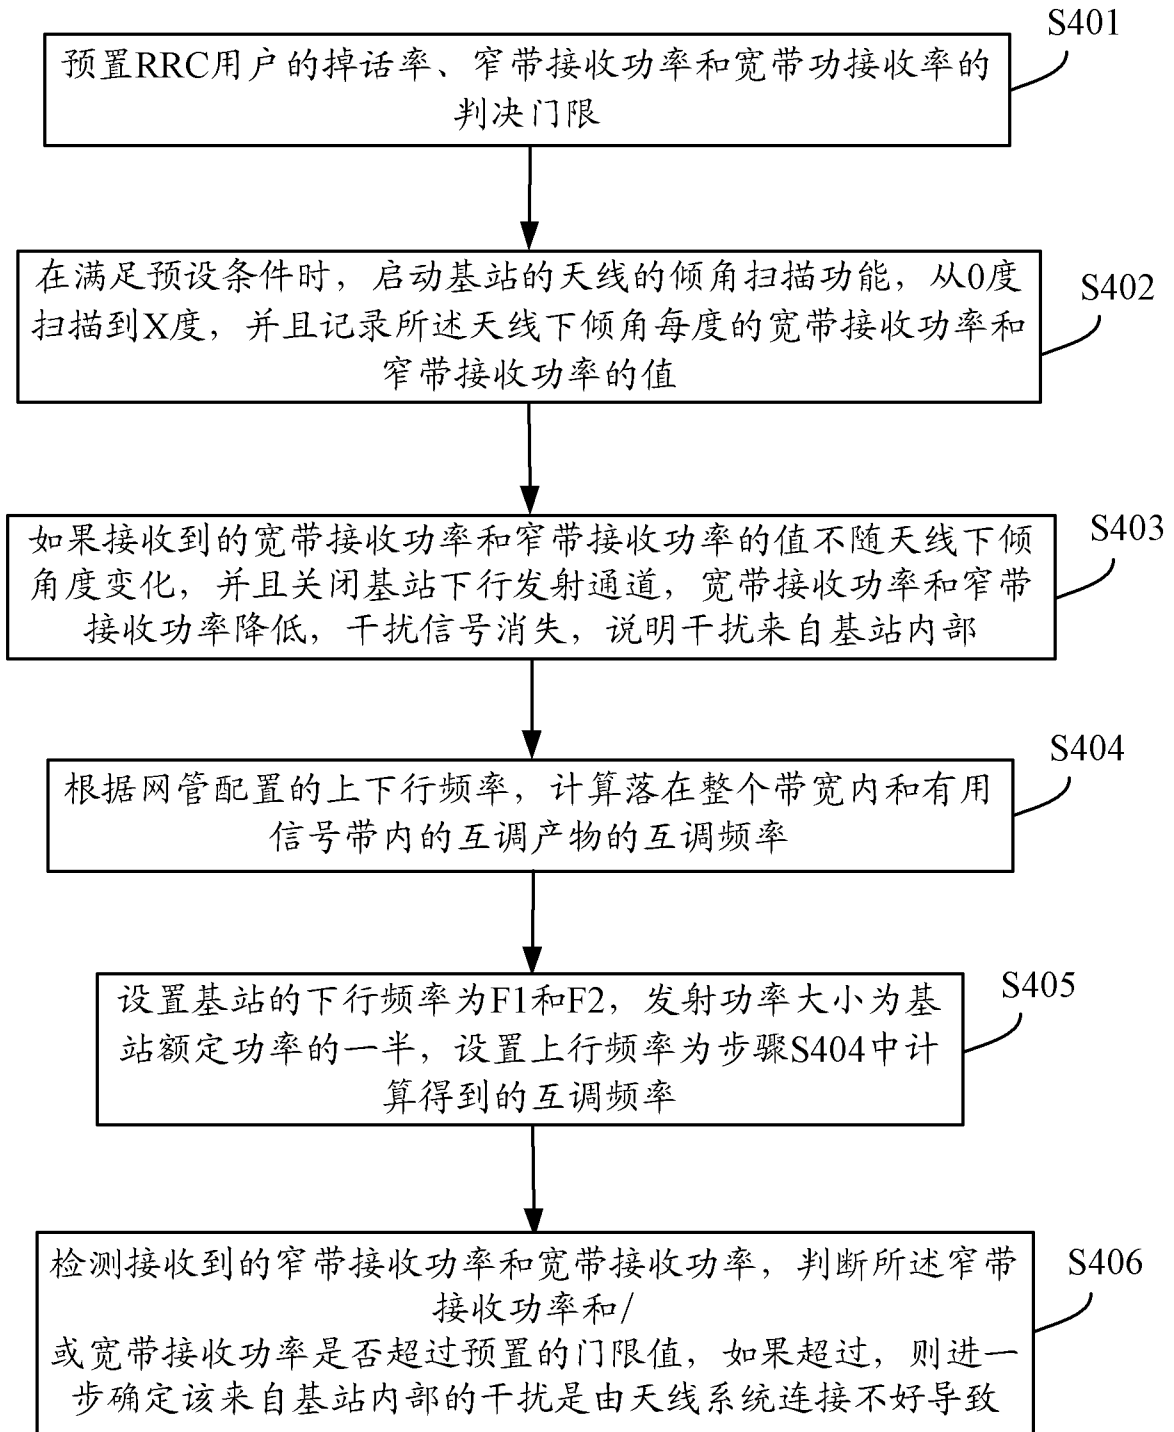 S401
预置RRC用户的掉话率、窄带接收功率和宽带功接收率的
判决门限
在满足预设条件时，启动基站的天线的倾角扫描功能，从0度
扫描到X度，并且记录所述天线下倾角每度的宽带接收功率和
窄带接收功率的值
S402
如果接收到的宽带接收功率和窄带接收功率的值不随天线下倾
角度变化，并且关闭基站下行发射通道，宽带接收功率和窄带
接收功率降低，干扰信号消失，说明干扰来自基站内部
S403
根据网管配置的上下行频率，计算落在整个带宽内和有用
信号带内的互调产物的互调频率
S404
设置基站的下行频率为F1和F2，发射功率大小为基
站额定功率的一半，设置上行频率为步骤S404中计
算得到的互调频率
S405
检测接收到的窄带接收功率和宽带接收功率，判断所述窄带
接收功率和/
或宽带接收功率是否超过预置的门限值，如果超过，则进一
步确定该来自基站内部的干扰是由天线系统连接不好导致
S406